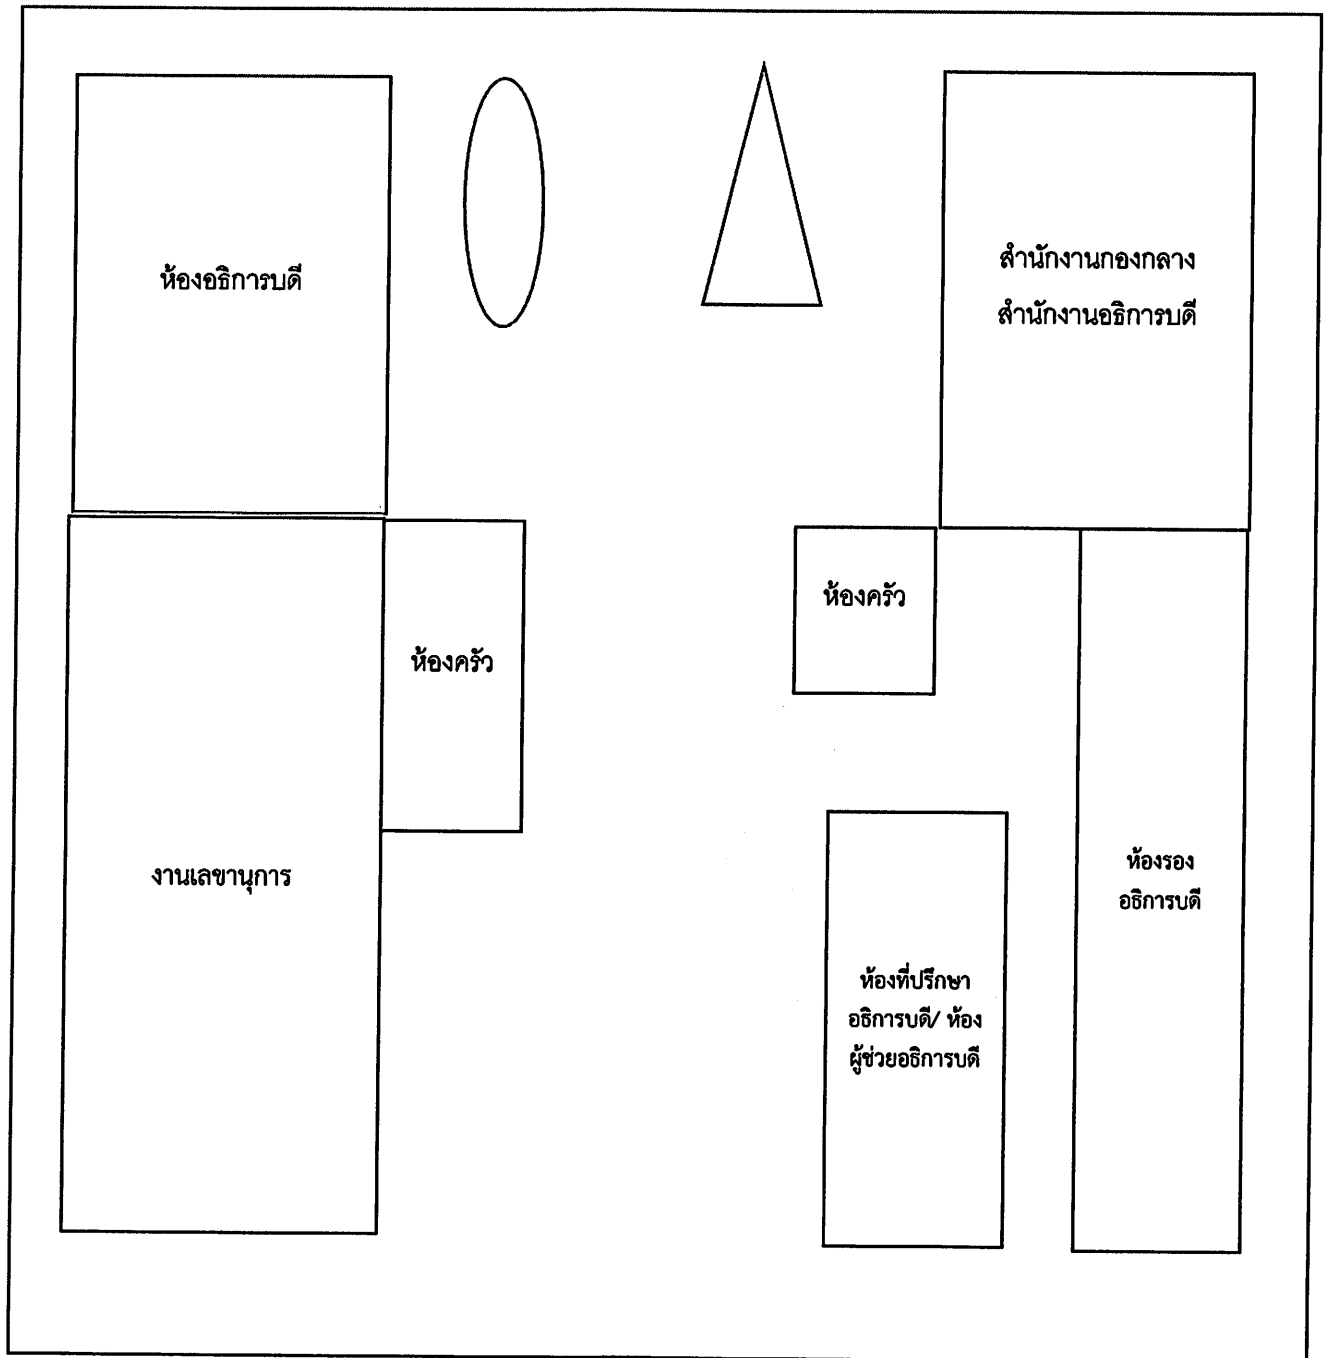 ห้องอธิการบดี
สำนักงานกองกลาง
สำนักงานอธิการบดี
ห้องครัว
ห้องครัว
งานเลขานุการ
ห้องรอง
อธิการบดี
ห้องที่ปรึกษา
อธิการบดี/ ห้อง
ผู้ช่วยอธิการบดี